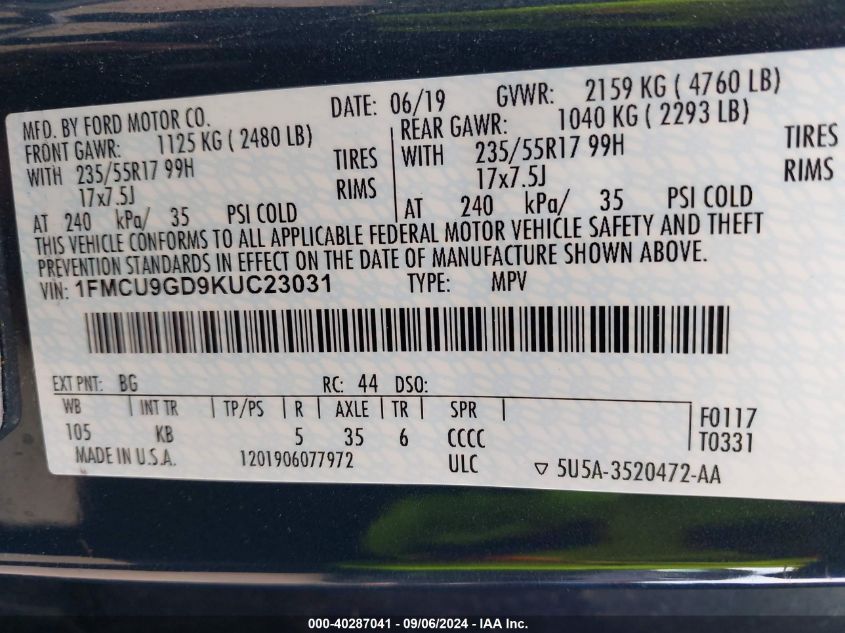 MFD. BY FORD MOTOR CO.
DATE: 06/19 GVWR: 2159 KG ( 4760 LB)
FRONT GAWR: 1125 KG ( 2480 LB)
WITH 235/55R17 99H TIRES
17x7.5J RIMS
AT 240 kPa/ 35 PSI COLD
REAR GAWR: 1040 KG ( 2293 LB)
WITH 235/55R17 99H TIRES
17x7.5J RIMS
AT 240 kPa/ 35 PSI COLD
THIS VEHICLE CONFORMS TO ALL APPLICABLE FEDERAL MOTOR VEHICLE SAFETY AND THEFT
PREVENTION STANDARDS IN EFFECT ON THE DATE OF MANUFACTURE SHOWN ABOVE.
VIN: 1FMCU9GD9KUC23031 TYPE: MPV
EXT PNT: BG RC: 44 DSO:
WB INT TR TP/PS R AXLE TR SPR
105 KB 5 35 6 CCCC
F0117
T0331
MADE IN U.S.A. 1201906077972 ULC ▽ 5U5A-3520472-AA
000-40287041 - 09/06/2024 - IAA Inc.